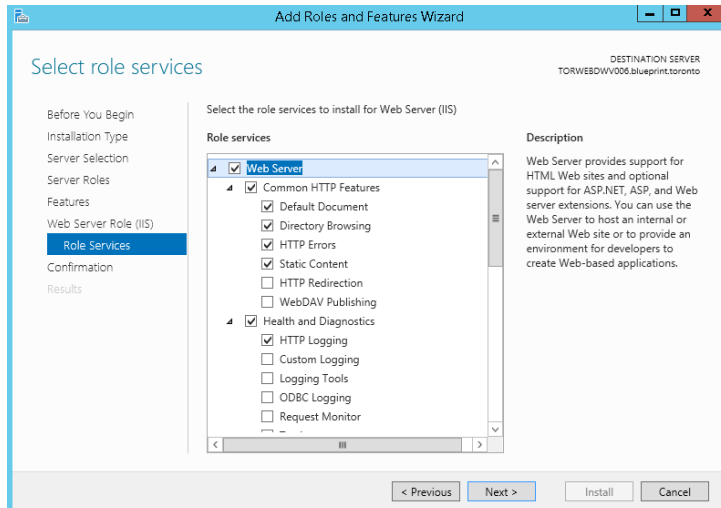 Add Roles and Features Wizard
Select role services
DESTINATION SERVER
TORWEBDWV006.blueprint.toronto
Before You Begin
Installation Type
Server Selection
Server Roles
Features
Web Server Role (IIS)
Role Services
Confirmation
Results
Select the role services to install for Web Server (IIS)
Role services
Web Server
Common HTTP Features
Default Document
Directory Browsing
HTTP Errors
Static Content
HTTP Redirection
WebDAV Publishing
Health and Diagnostics
HTTP Logging
Custom Logging
Logging Tools
ODBC Logging
Request Monitor
Description
Web Server provides support for
HTML Web sites and optional
support for ASP.NET, ASP, and Web
server extensions. You can use the
Web Server to host an internal or
external Web site or to provide an
environment for developers to
create Web-based applications.
< Previous
Next >
Install
Cancel